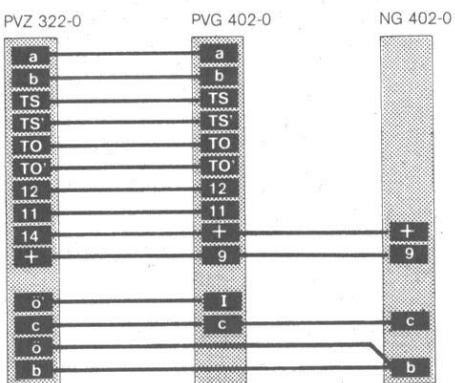 PVZ 322-0 PVG 402-0 NG 402-0
a a
b b
TS TS
TS' TS'
TO TO
TO' TO'
12 12
11 11
14 + +
+ 9 9
ö' I
c c c
ö
b b